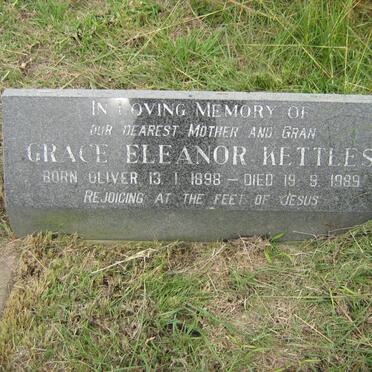 In Loving Memory of
our dearest Mother and Gran
GRACE ELEANOR KETTLES
BORN OLIVER 13.1.1898 – DIED 19.9.1989
Rejoicing at the feet of Jesus